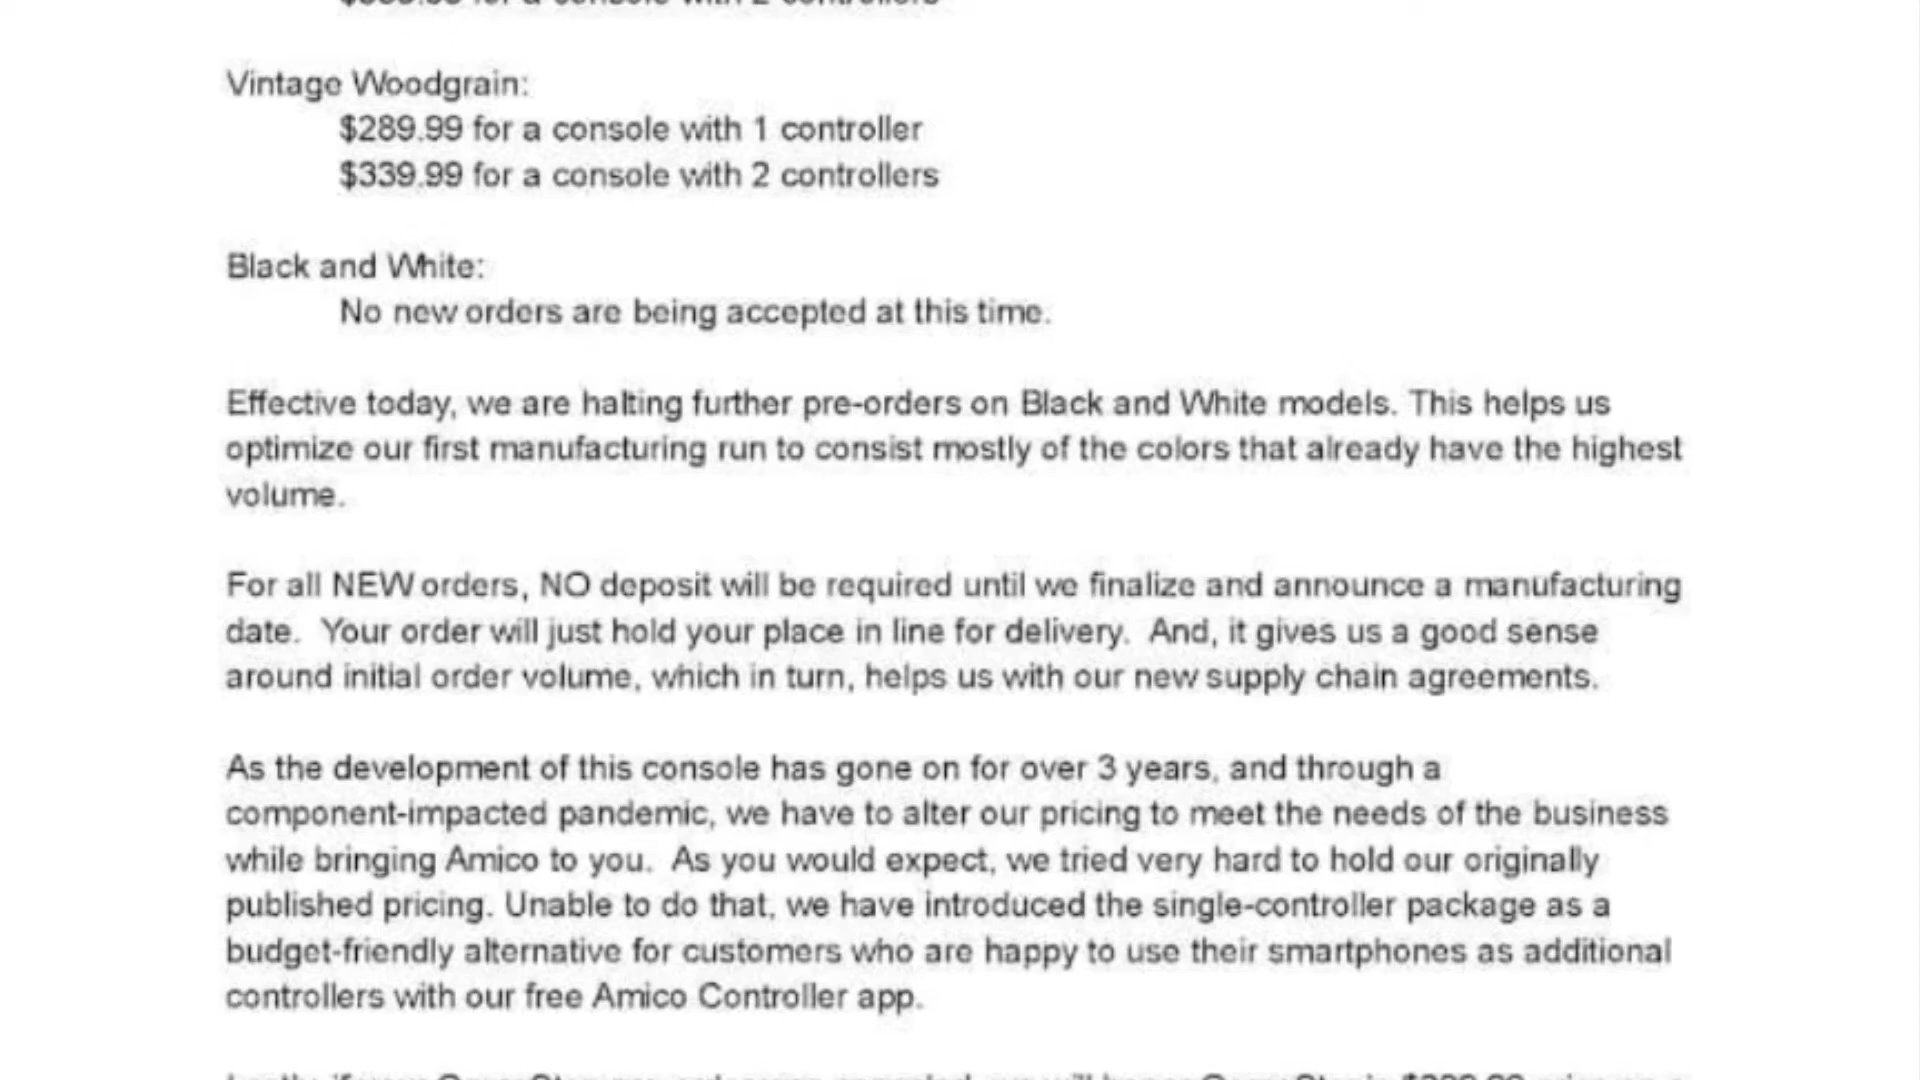 for a console with 2 controllers
Vintage Woodgrain:
$289.99 for a console with 1 controller
$339.99 for a console with 2 controllers
Black and White:
No new orders are being accepted at this time.
Effective today, we are halting further pre-orders on Black and White models. This helps us
optimize our first manufacturing run to consist mostly of the colors that already have the highest
volume.
For all NEW orders, NO deposit will be required until we finalize and announce a manufacturing
date.  Your order will just hold your place in line for delivery.  And, it gives us a good sense
around initial order volume, which in turn, helps us with our new supply chain agreements.
As the development of this console has gone on for over 3 years, and through a
component-impacted pandemic, we have to alter our pricing to meet the needs of the business
while bringing Amico to you.  As you would expect, we tried very hard to hold our originally
published pricing. Unable to do that, we have introduced the single-controller package as a
budget-friendly alternative for customers who are happy to use their smartphones as additional
controllers with our free Amico Controller app.